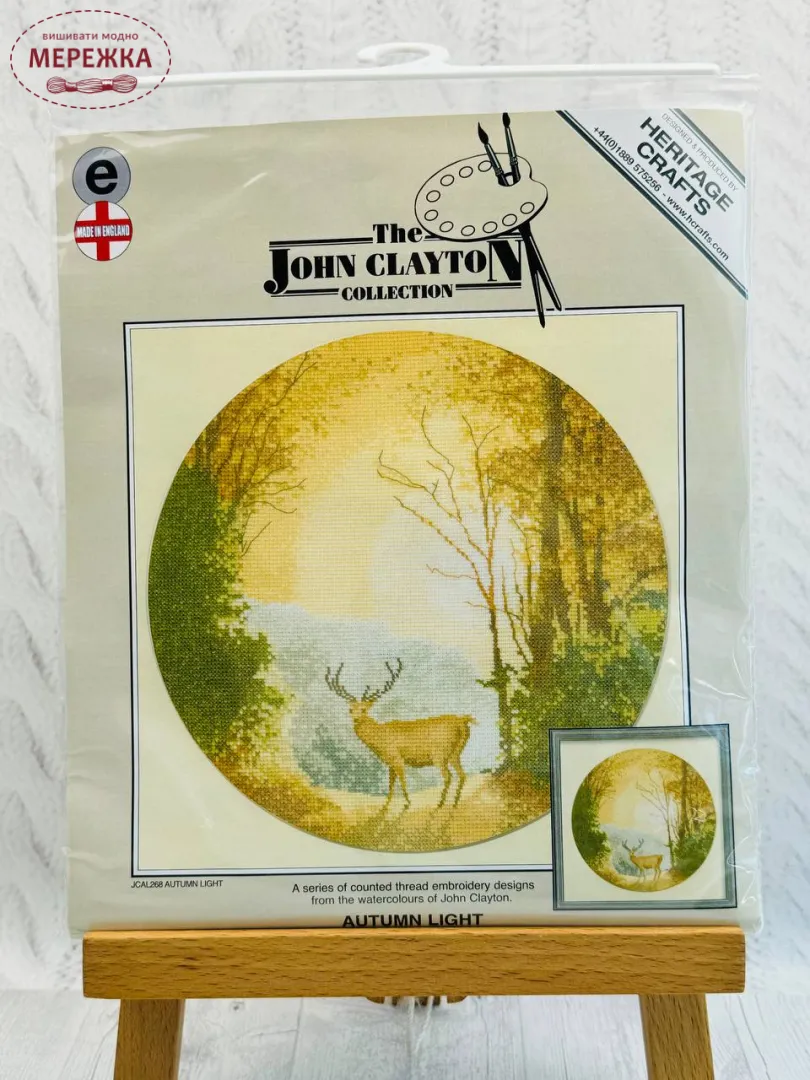 вишивати модно
МЕРЕЖКА
e
MADE IN ENGLAND
DESIGNED & PRODUCED BY
HERITAGE
CRAFTS
+44(0)1889 575256 - www.hcrafts.com
The
JOHN CLAYTON
COLLECTION
JCAL268 AUTUMN LIGHT
A series of counted thread embroidery designs
from the watercolours of John Clayton.
AUTUMN LIGHT